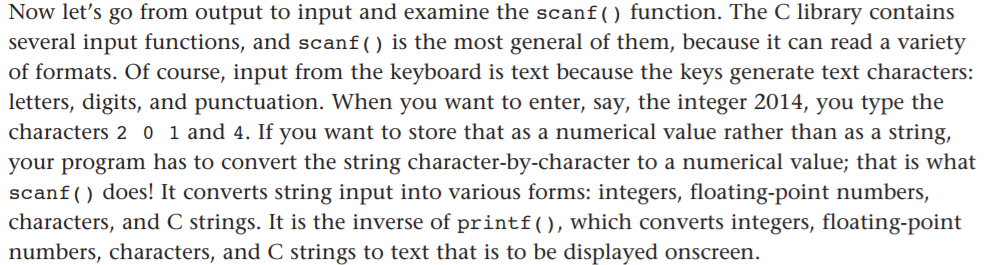 Now let’s go from output to input and examine the scanf() function. The C library contains
several input functions, and scanf() is the most general of them, because it can read a variety
of formats. Of course, input from the keyboard is text because the keys generate text characters:
letters, digits, and punctuation. When you want to enter, say, the integer 2014, you type the
characters 2 0 1 and 4. If you want to store that as a numerical value rather than as a string,
your program has to convert the string character-by-character to a numerical value; that is what
scanf() does! It converts string input into various forms: integers, floating-point numbers,
characters, and C strings. It is the inverse of printf(), which converts integers, floating-point
numbers, characters, and C strings to text that is to be displayed onscreen.